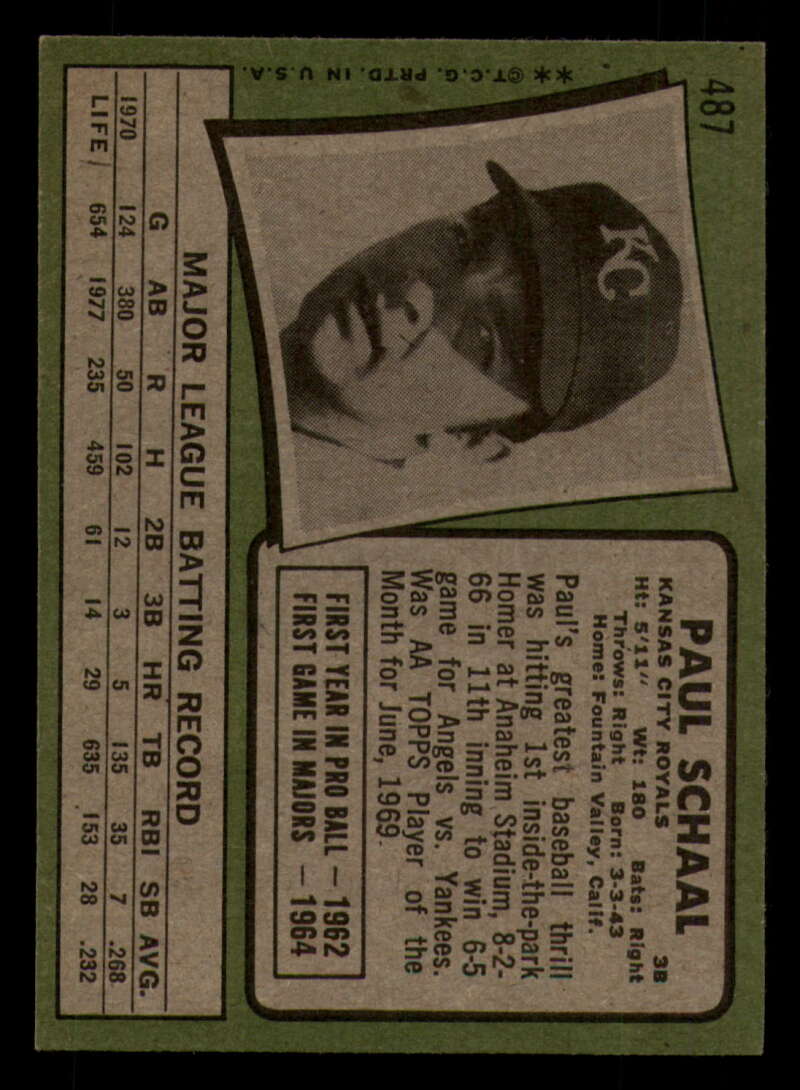 487
**©T.C.G. PRTD. IN U.S.A.
KC
PAUL SCHAAL
KANSAS CITY ROYALS 3B
Ht: 5'11" Wt: 180 Bats: Right
Throws: Right Born: 3-3-43
Home: Fountain Valley, Calif.
Paul's greatest baseball thrill
was hitting 1st inside-the-park
Homer at Anaheim Stadium, 8-2-
66 in 11th inning to win 6-5
game for Angels vs. Yankees.
Was AA TOPPS Player of the
Month for June, 1969.
FIRST YEAR IN PRO BALL — 1962
FIRST GAME IN MAJORS — 1964
MAJOR LEAGUE BATTING RECORD
G AB R H 2B 3B HR TB RBI SB AVG.
1970 124 380 50 102 12 3 5 135 35 7 .268
LIFE 654 1977 235 459 61 14 29 635 153 28 .232